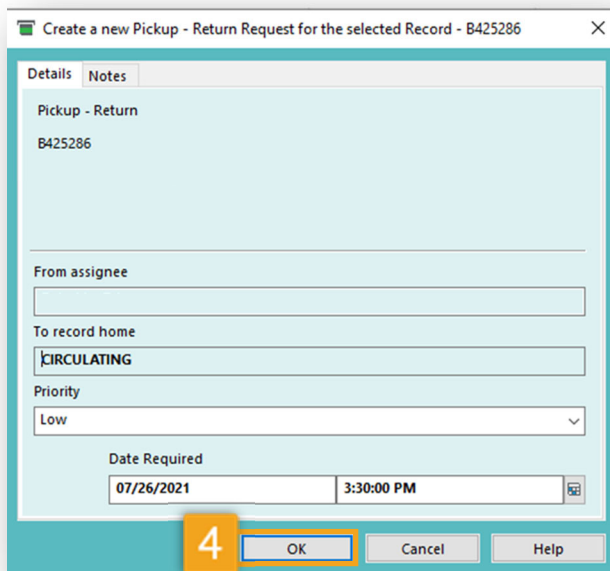 Create a new Pickup - Return Request for the selected Record - B425286
Details Notes
Pickup - Return
B425286
From assignee
To record home
CIRCULATING
Priority
Low
Date Required
07/26/2021 3:30:00 PM
4 OK Cancel Help